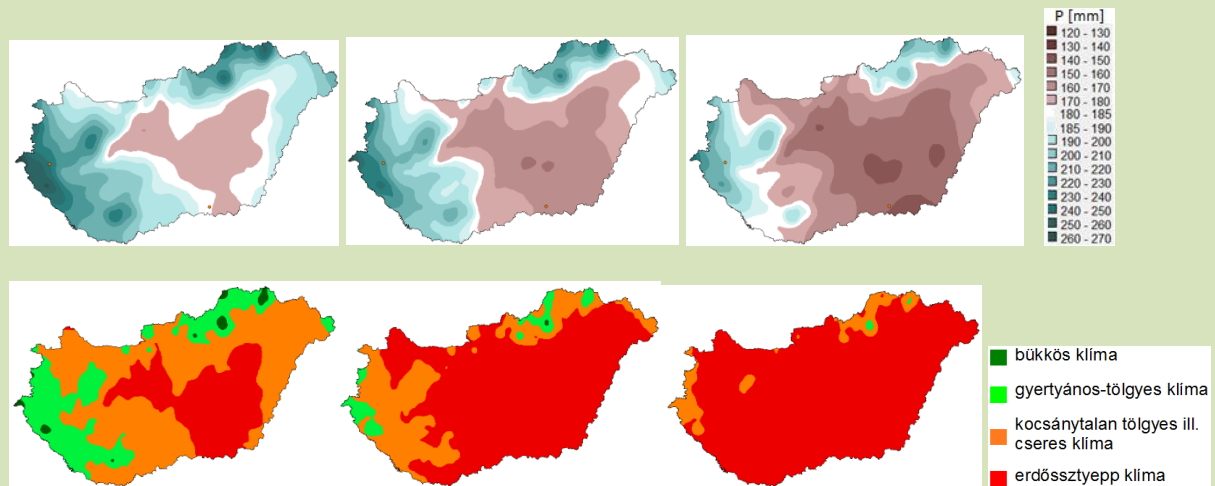 P [mm]
120 - 130
130 - 140
140 - 150
150 - 160
160 - 170
170 - 180
180 - 185
185 - 190
190 - 200
200 - 210
210 - 220
220 - 230
230 - 240
240 - 250
250 - 260
260 - 270
bükkös klíma
gyertyános-tölgyes klíma
kocsánytalan tölgyes ill.
cseres klíma
erdőssztyepp klíma